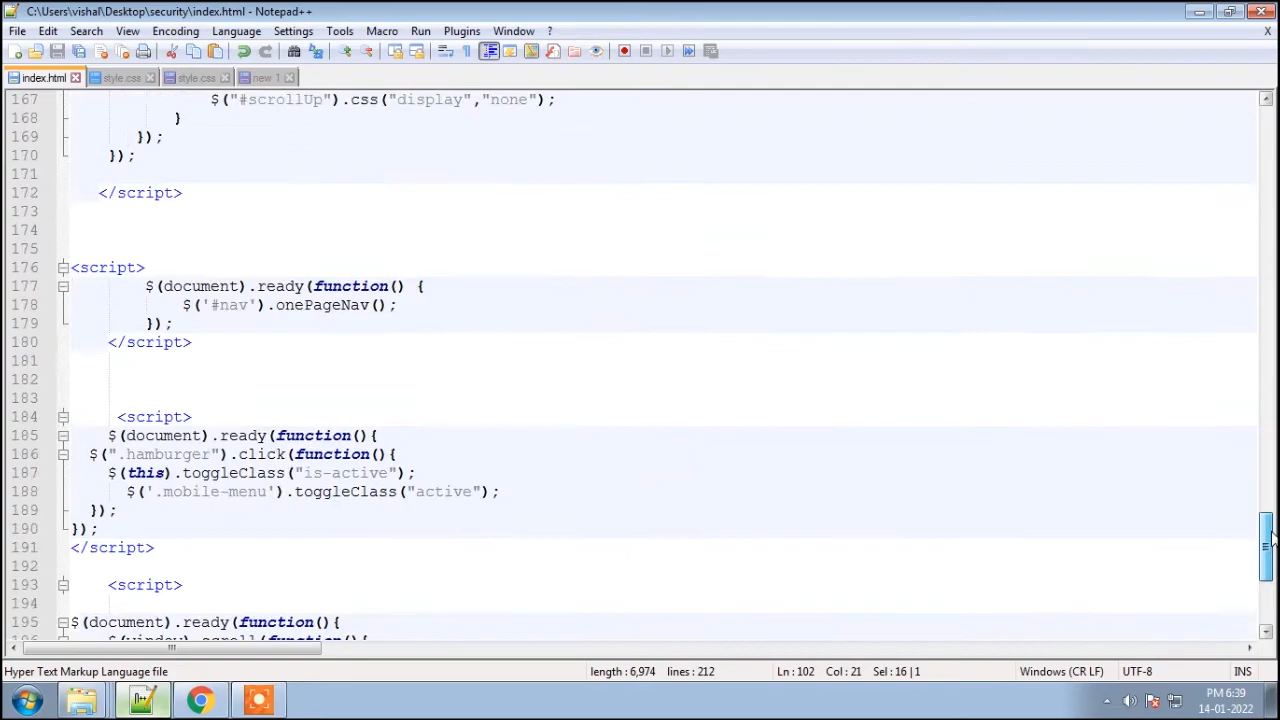 C:\Users\vishal\Desktop\security\index.html - Notepad++
File Edit Search View Encoding Language Settings Tools Macro Run Plugins Window ? X
index.html style.css style.css new 1
167 $("#scrollUp").css("display","none");
168 }
169 });
170 });
171
172 </script>
173
174
175
176 <script>
177 $(document).ready(function() {
178 $('#nav').onePageNav();
179 });
180 </script>
181
182
183
184 <script>
185 $(document).ready(function(){
186 $(".hamburger").click(function(){
187 $(this).toggleClass("is-active");
188 $('.mobile-menu').toggleClass("active");
189 });
190 });
191 </script>
192
193 <script>
194
195 $(document).ready(function(){
196 $(window).scroll(function(){
Hyper Text Markup Language file length : 6,974 lines : 212 Ln : 102 Col : 21 Sel : 16 | 1 Windows (CR LF) UTF-8 INS
PM 6:39
14-01-2022